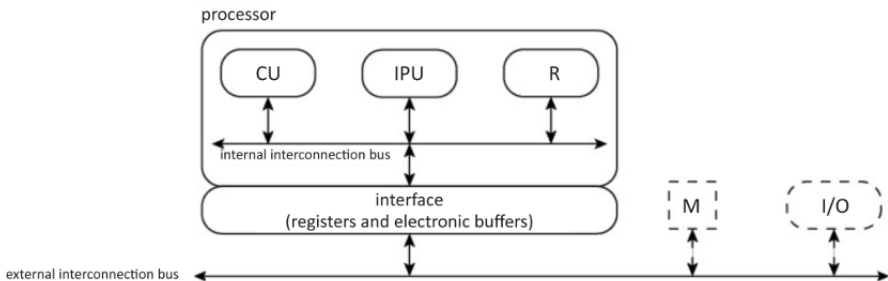 processor
CU
IPU
R
internal interconnection bus
interface
(registers and electronic buffers)
M
I/O
external interconnection bus